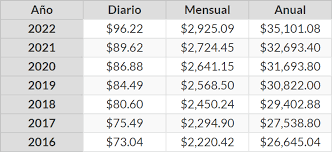 Año Diario Mensual Anual
2022 $96.22 $2,925.09 $35,101.08
2021 $89.62 $2,724.45 $32,693.40
2020 $86.88 $2,641.15 $31,693.80
2019 $84.49 $2,568.50 $30,822.00
2018 $80.60 $2,450.24 $29,402.88
2017 $75.49 $2,294.90 $27,538.80
2016 $73.04 $2,220.42 $26,645.04